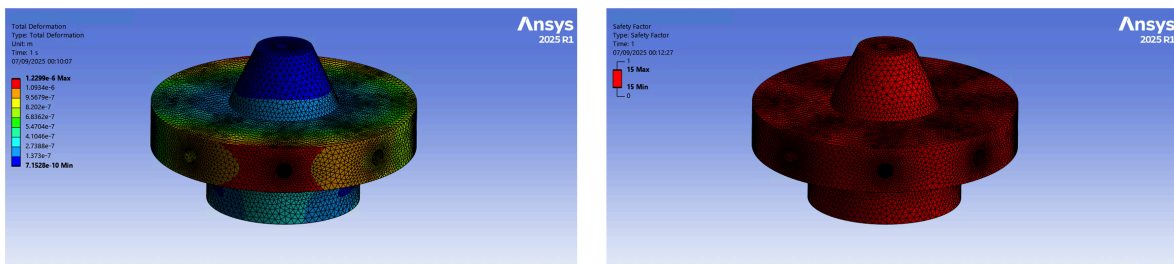 Total Deformation
Type: Total Deformation
Unit: m
Time: 1 s
07/09/2025 00:10:07
1.2299e-6 Max
1.0934e-6
9.5679e-7
8.202e-7
6.8362e-7
5.4704e-7
4.1046e-7
2.7388e-7
1.373e-7
7.1528e-10 Min
Ansys
2025 R1
Safety Factor
Type: Safety Factor
Time: 1
07/09/2025 00:12:27
1
15 Max
15 Min
0
Ansys
2025 R1